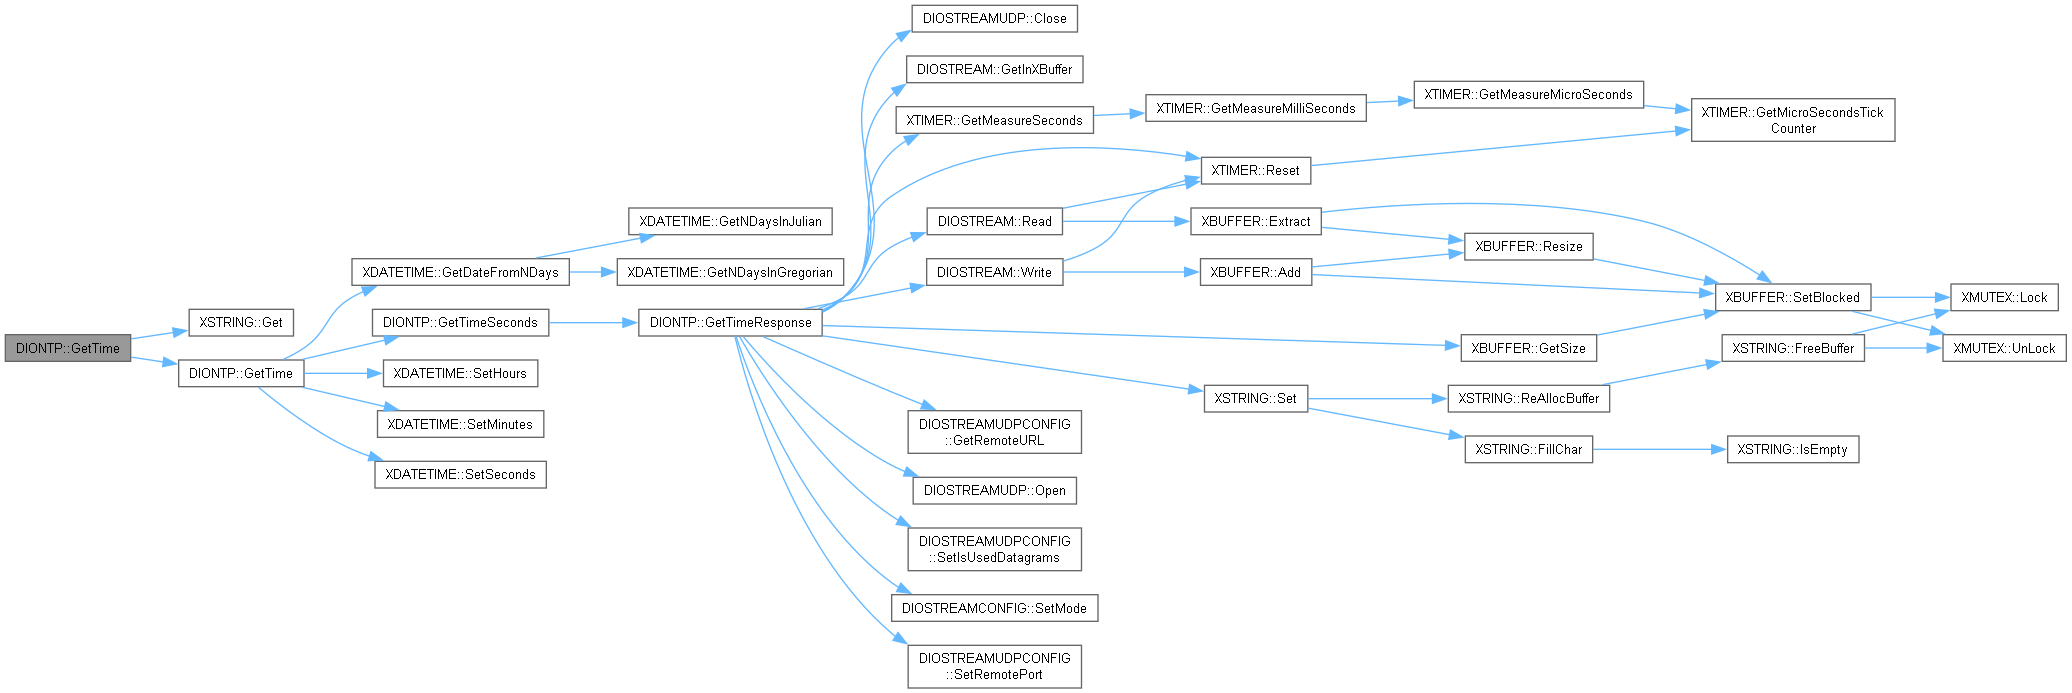 DIONTP::GetTime
XSTRING::Get
DIONTP::GetTime
XDATETIME::GetDateFromNDays
XDATETIME::GetNDaysInJulian
XDATETIME::GetNDaysInGregorian
DIONTP::GetTimeSeconds
XDATETIME::SetHours
XDATETIME::SetMinutes
XDATETIME::SetSeconds
DIONTP::GetTimeResponse
DIOSTREAMUDP::Close
DIOSTREAM::GetInXBuffer
XTIMER::GetMeasureSeconds
XTIMER::GetMeasureMilliSeconds
XTIMER::GetMeasureMicroSeconds
XTIMER::GetMicroSecondsTick
Counter
XTIMER::Reset
DIOSTREAM::Read
XBUFFER::Extract
XBUFFER::Resize
DIOSTREAM::Write
XBUFFER::Add
XBUFFER::SetBlocked
XMUTEX::Lock
XMUTEX::UnLock
XBUFFER::GetSize
XSTRING::FreeBuffer
XSTRING::Set
XSTRING::ReAllocBuffer
XSTRING::FillChar
XSTRING::IsEmpty
DIOSTREAMUDPCONFIG
::GetRemoteURL
DIOSTREAMUDP::Open
DIOSTREAMUDPCONFIG
::SetIsUsedDatagrams
DIOSTREAMCONFIG::SetMode
DIOSTREAMUDPCONFIG
::SetRemotePort